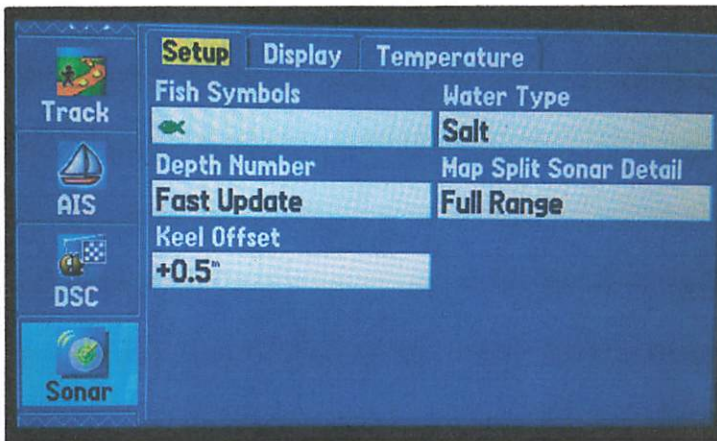 Track
AIS
DSC
Sonar
Setup Display Temperature
Fish Symbols
Water Type
Salt
Depth Number
Fast Update
Map Split Sonar Detail
Full Range
Keel Offset
+0.5m